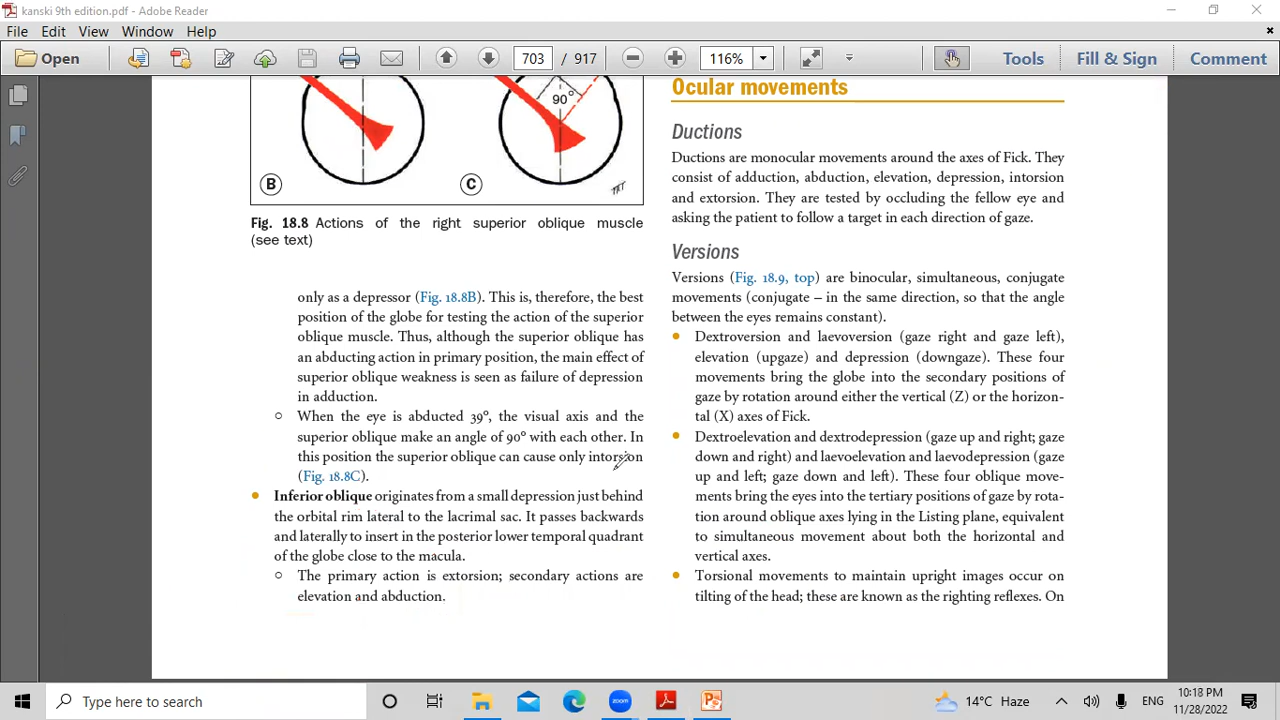 kanski 9th edition.pdf - Adobe Reader
File Edit View Window Help
Open 703 / 917 116% Tools Fill & Sign Comment
90°
B C
Fig. 18.8 Actions of the right superior oblique muscle
(see text)
only as a depressor (Fig. 18.8B). This is, therefore, the best
position of the globe for testing the action of the superior
oblique muscle. Thus, although the superior oblique has
an abducting action in primary position, the main effect of
superior oblique weakness is seen as failure of depression
in adduction.
○ When the eye is abducted 39°, the visual axis and the
superior oblique make an angle of 90° with each other. In
this position the superior oblique can cause only intorsion
(Fig. 18.8C).
• Inferior oblique originates from a small depression just behind
the orbital rim lateral to the lacrimal sac. It passes backwards
and laterally to insert in the posterior lower temporal quadrant
of the globe close to the macula.
○ The primary action is extorsion; secondary actions are
elevation and abduction.
Ocular movements
Ductions
Ductions are monocular movements around the axes of Fick. They
consist of adduction, abduction, elevation, depression, intorsion
and extorsion. They are tested by occluding the fellow eye and
asking the patient to follow a target in each direction of gaze.
Versions
Versions (Fig. 18.9, top) are binocular, simultaneous, conjugate
movements (conjugate – in the same direction, so that the angle
between the eyes remains constant).
• Dextroversion and laevoversion (gaze right and gaze left),
elevation (upgaze) and depression (downgaze). These four
movements bring the globe into the secondary positions of
gaze by rotation around either the vertical (Z) or the horizon-
tal (X) axes of Fick.
• Dextroelevation and dextrodepression (gaze up and right; gaze
down and right) and laevoelevation and laevodepression (gaze
up and left; gaze down and left). These four oblique move-
ments bring the eyes into the tertiary positions of gaze by rota-
tion around oblique axes lying in the Listing plane, equivalent
to simultaneous movement about both the horizontal and
vertical axes.
• Torsional movements to maintain upright images occur on
tilting of the head; these are known as the righting reflexes. On
Type here to search
zoom
14°C Haze
ENG
10:18 PM
11/28/2022